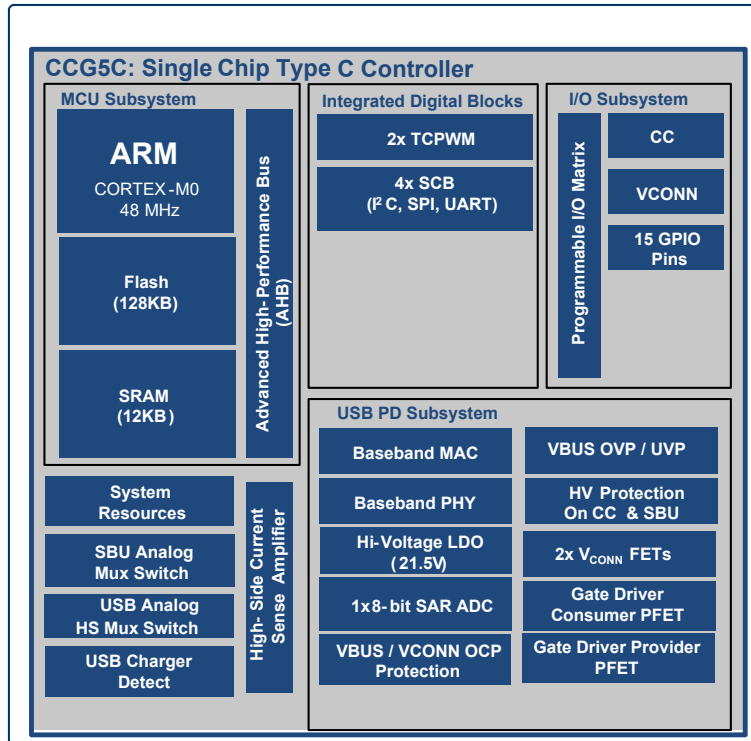 CCG5C: Single Chip Type C Controller
MCU Subsystem
ARM
CORTEX-M0
48 MHz
Flash
(128KB)
SRAM
(12KB)
Advanced High-Performance Bus
(AHB)
Integrated Digital Blocks
2x TCPWM
4x SCB
(I² C, SPI, UART)
I/O Subsystem
Programmable I/O Matrix
CC
VCONN
15 GPIO
Pins
System
Resources
SBU Analog
Mux Switch
USB Analog
HS Mux Switch
USB Charger
Detect
High- Side Current
Sense Amplifier
USB PD Subsystem
Baseband MAC
Baseband PHY
Hi-Voltage LDO
(21.5V)
1x8-bit SAR ADC
VBUS / VCONN OCP
Protection
VBUS OVP / UVP
HV Protection
On CC & SBU
2x VCONN FETs
Gate Driver
Consumer PFET
Gate Driver Provider
PFET